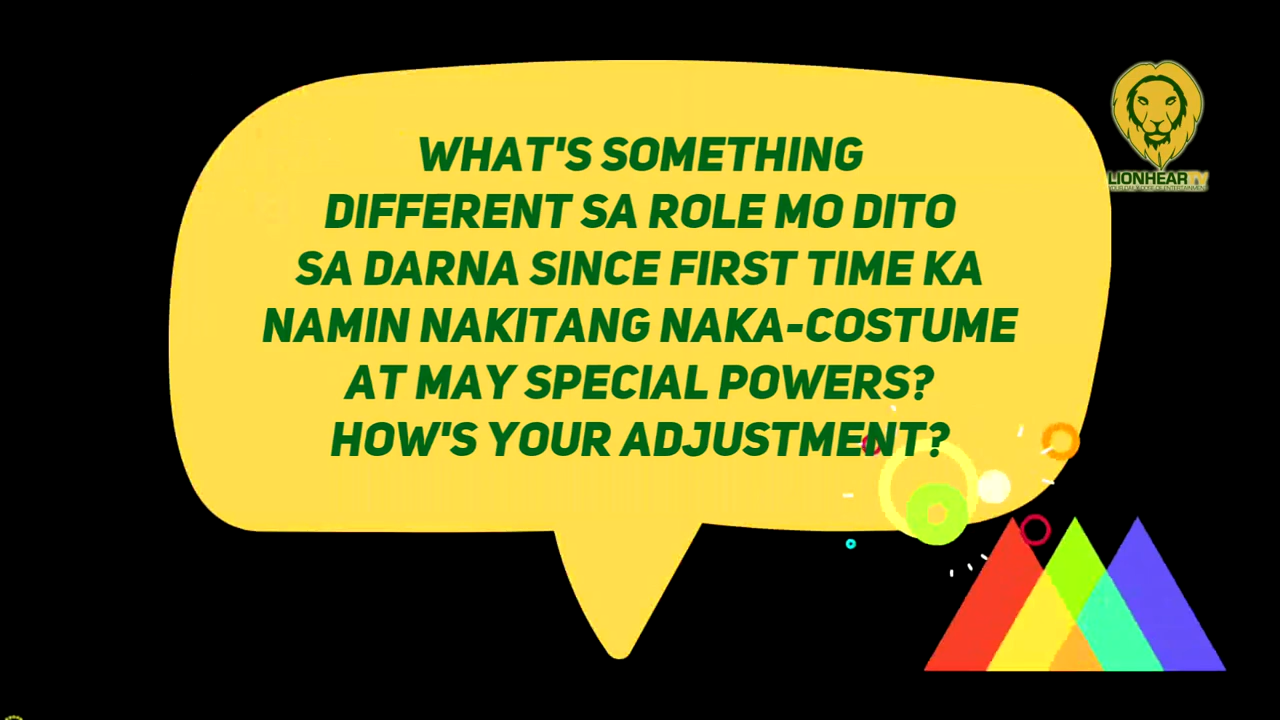 WHAT'S SOMETHING
DIFFERENT SA ROLE MO DITO
SA DARNA SINCE FIRST TIME KA
NAMIN NAKITANG NAKA-COSTUME
AT MAY SPECIAL POWERS?
HOW'S YOUR ADJUSTMENT?
LIONHEARTV